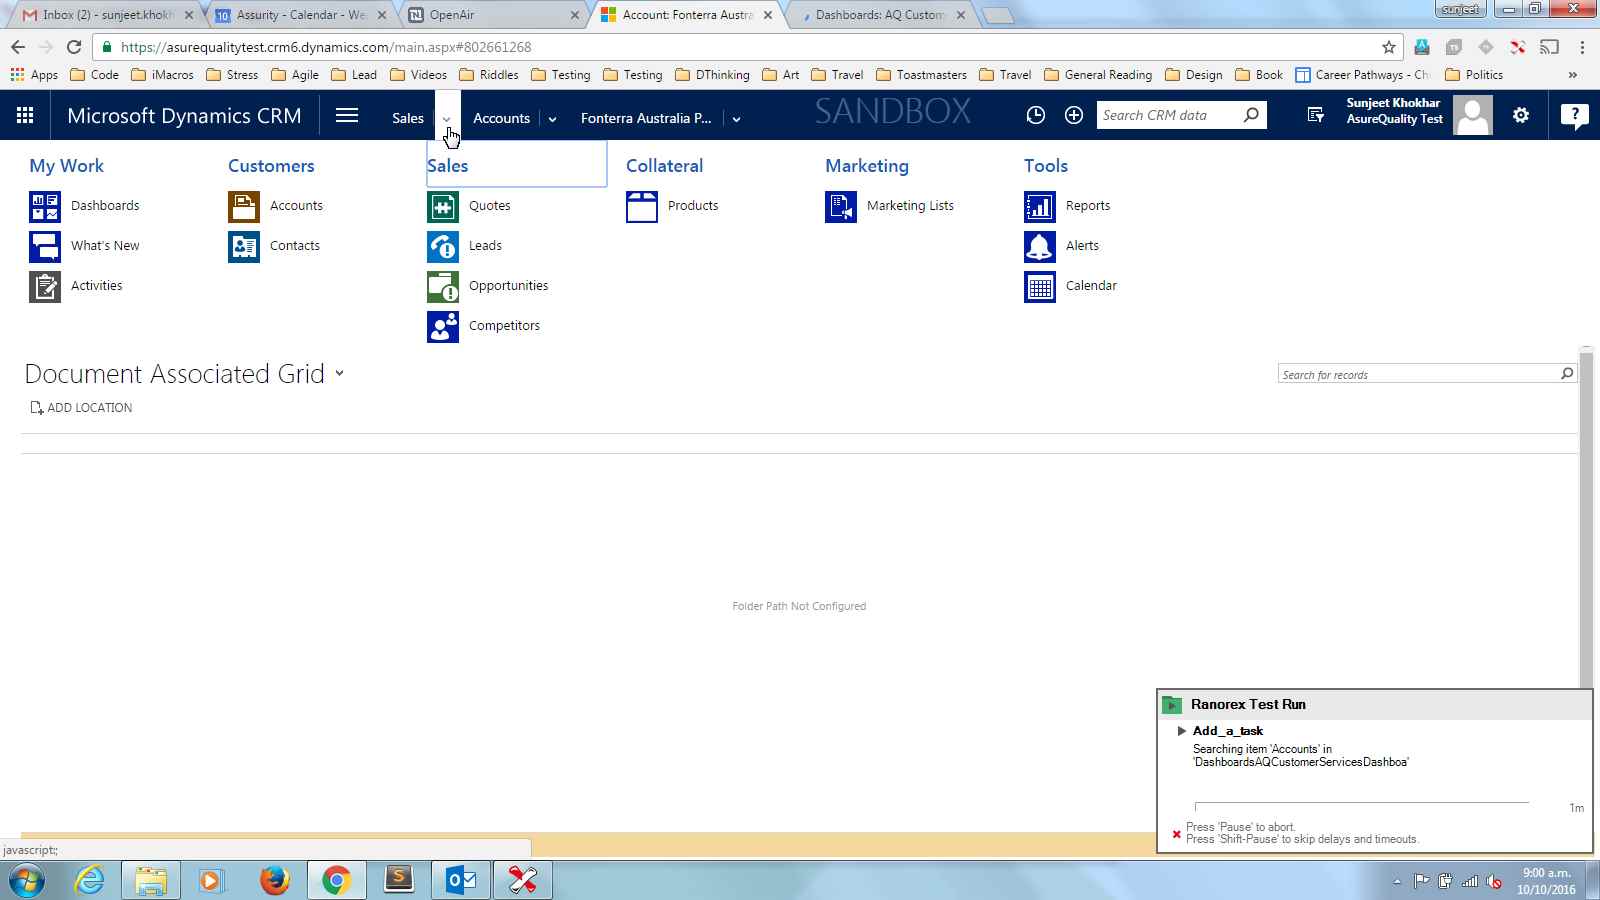 Inbox (2) - sunjeet.khokh
Assurity - Calendar - We
OpenAir
Account: Fonterra Austra
Dashboards: AQ Custom
sunjeet
https://asurequalitytest.crm6.dynamics.com/main.aspx#802661268
Apps
Code
iMacros
Stress
Agile
Lead
Videos
Riddles
Testing
Testing
DThinking
Art
Travel
Toastmasters
Travel
General Reading
Design
Book
Career Pathways - Ch
Politics
»
Microsoft Dynamics CRM
Sales
Accounts
Fonterra Australia P...
SANDBOX
Search CRM data
Sunjeet Khokhar
AsureQuality Test
My Work
Dashboards
What's New
Activities
Customers
Accounts
Contacts
Sales
Quotes
Leads
Opportunities
Competitors
Collateral
Products
Marketing
Marketing Lists
Tools
Reports
Alerts
Calendar
Document Associated Grid
Search for records
ADD LOCATION
Folder Path Not Configured
Ranorex Test Run
Add_a_task
Searching item 'Accounts' in
'DashboardsAQCustomerServicesDashboa'
1m
Press 'Pause' to abort.
Press 'Shift-Pause' to skip delays and timeouts.
javascript:;
9:00 a.m.
10/10/2016